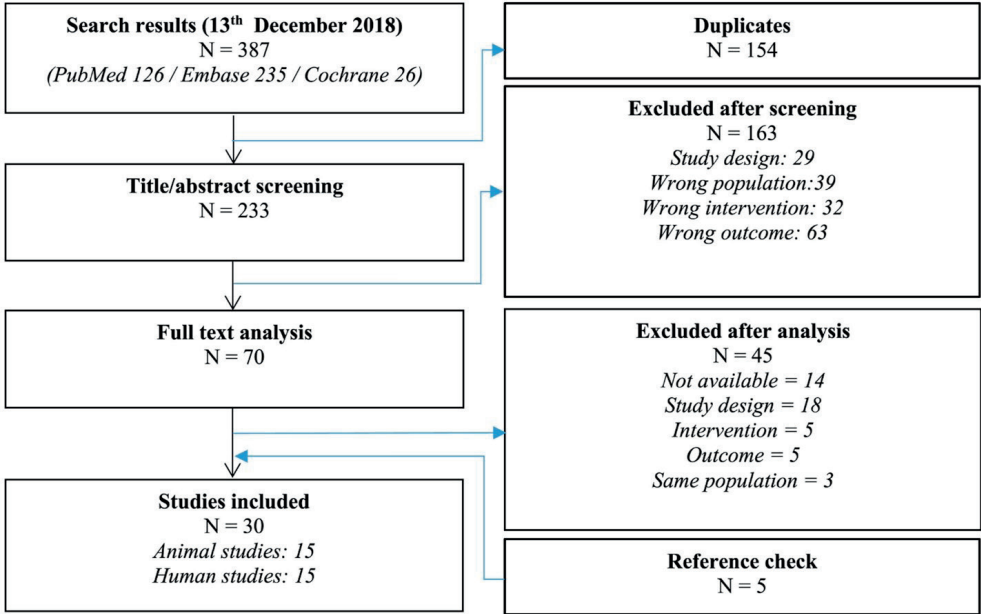 Search results (13th December 2018)
N = 387
(PubMed 126 / Embase 235 / Cochrane 26)
Duplicates
N = 154
Title/abstract screening
N = 233
Excluded after screening
N = 163
Study design: 29
Wrong population:39
Wrong intervention: 32
Wrong outcome: 63
Full text analysis
N = 70
Excluded after analysis
N = 45
Not available = 14
Study design = 18
Intervention = 5
Outcome = 5
Same population = 3
Studies included
N = 30
Animal studies: 15
Human studies: 15
Reference check
N = 5